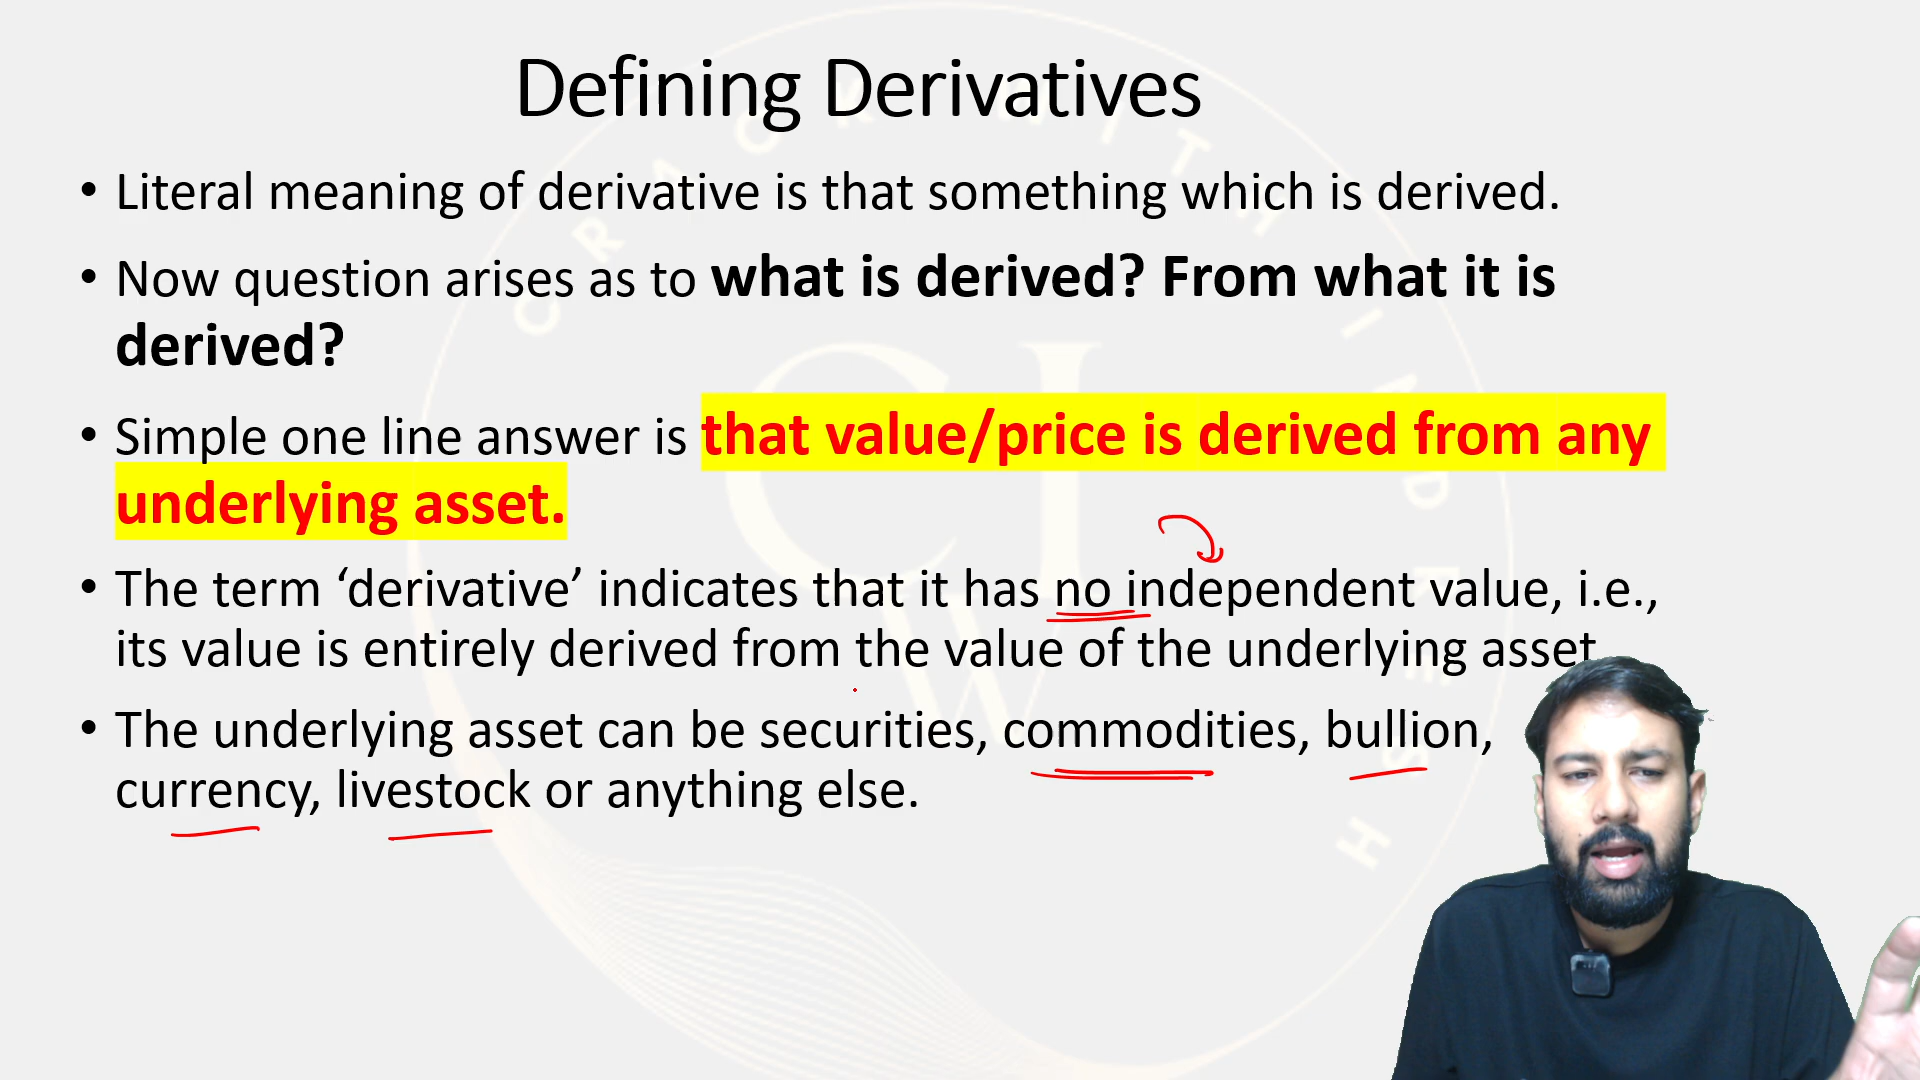 Defining Derivatives
• Literal meaning of derivative is that something which is derived.
• Now question arises as to what is derived? From what it is
derived?
• Simple one line answer is that value/price is derived from any
underlying asset.
• The term ‘derivative’ indicates that it has no independent value, i.e.,
its value is entirely derived from the value of the underlying asset
• The underlying asset can be securities, commodities, bullion,
currency, livestock or anything else.